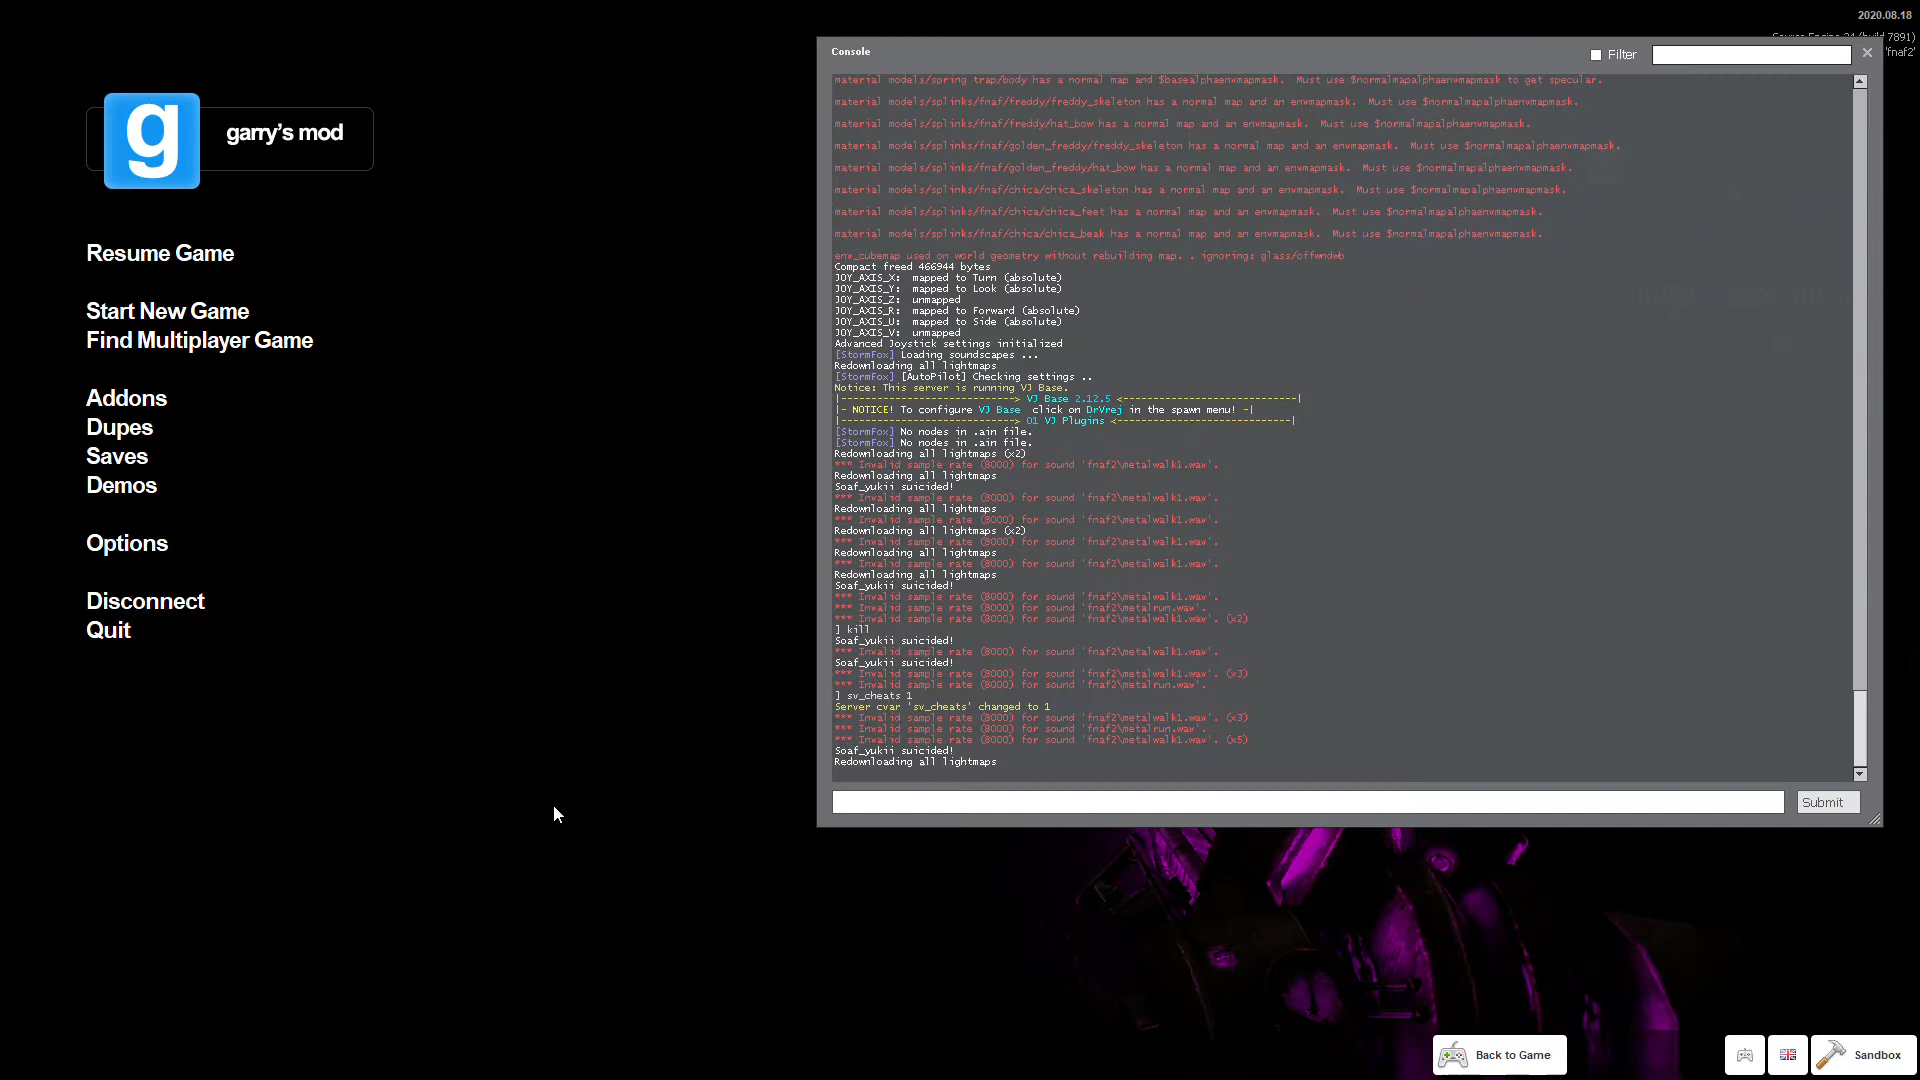 2020.08.18
7891)
'fnaf2'
g
garry's mod
Resume Game
Start New Game
Find Multiplayer Game
Addons
Dupes
Saves
Demos
Options
Disconnect
Quit
Console
Filter
material models/spring trap/body has a normal map and $basealphaenvmapmask.  Must use $normalmapalphaenvmapmask to get specular.
material models/splinks/fnaf/freddy/freddy_skeleton has a normal map and an envmapmask.  Must use $normalmapalphaenvmapmask.
material models/splinks/fnaf/freddy/hat_bow has a normal map and an envmapmask.  Must use $normalmapalphaenvmapmask.
material models/splinks/fnaf/golden_freddy/freddy_skeleton has a normal map and an envmapmask.  Must use $normalmapalphaenvmapmask.
material models/splinks/fnaf/golden_freddy/hat_bow has a normal map and an envmapmask.  Must use $normalmapalphaenvmapmask.
material models/splinks/fnaf/chica/chica_skeleton has a normal map and an envmapmask.  Must use $normalmapalphaenvmapmask.
material models/splinks/fnaf/chica/chica_feet has a normal map and an envmapmask.  Must use $normalmapalphaenvmapmask.
material models/splinks/fnaf/chica/chica_beak has a normal map and an envmapmask.  Must use $normalmapalphaenvmapmask.
env_cubemap used on world geometry without rebuilding map. . ignoring: glass/offwndwb
Compact freed 466944 bytes
JOY_AXIS_X:  mapped to Turn (absolute)
JOY_AXIS_Y:  mapped to Look (absolute)
JOY_AXIS_Z:  unmapped
JOY_AXIS_R:  mapped to Forward (absolute)
JOY_AXIS_U:  mapped to Side (absolute)
JOY_AXIS_V:  unmapped
Advanced Joystick settings initialized
[StormFox] Loading soundscapes ...
Redownloading all lightmaps
[StormFox] [AutoPilot] Checking settings ..
Notice: This server is running VJ Base.
|----------------------------> VJ Base 2.12.5 <----------------------------|
|- NOTICE! To configure VJ Base  click on DrVrej in the spawn menu! -|
|----------------------------> 01 VJ Plugins <----------------------------|
[StormFox] No nodes in .ain file.
[StormFox] No nodes in .ain file.
Redownloading all lightmaps (x2)
*** Invalid sample rate (8000) for sound 'fnaf2\metalwalk1.wav'.
Redownloading all lightmaps
Soaf_yukii suicided!
*** Invalid sample rate (8000) for sound 'fnaf2\metalwalk1.wav'.
Redownloading all lightmaps
*** Invalid sample rate (8000) for sound 'fnaf2\metalwalk1.wav'.
Redownloading all lightmaps (x2)
*** Invalid sample rate (8000) for sound 'fnaf2\metalwalk1.wav'.
Redownloading all lightmaps
*** Invalid sample rate (8000) for sound 'fnaf2\metalwalk1.wav'.
Redownloading all lightmaps
Soaf_yukii suicided!
*** Invalid sample rate (8000) for sound 'fnaf2\metalwalk1.wav'.
*** Invalid sample rate (8000) for sound 'fnaf2\metalrun.wav'.
*** Invalid sample rate (8000) for sound 'fnaf2\metalwalk1.wav'. (x2)
] kill
Soaf_yukii suicided!
*** Invalid sample rate (8000) for sound 'fnaf2\metalwalk1.wav'.
Soaf_yukii suicided!
*** Invalid sample rate (8000) for sound 'fnaf2\metalwalk1.wav'. (x3)
*** Invalid sample rate (8000) for sound 'fnaf2\metalrun.wav'.
] sv_cheats 1
Server cvar 'sv_cheats' changed to 1
*** Invalid sample rate (8000) for sound 'fnaf2\metalwalk1.wav'. (x3)
*** Invalid sample rate (8000) for sound 'fnaf2\metalrun.wav'.
*** Invalid sample rate (8000) for sound 'fnaf2\metalwalk1.wav'. (x5)
Soaf_yukii suicided!
Redownloading all lightmaps
Submit
Back to Game
Sandbox